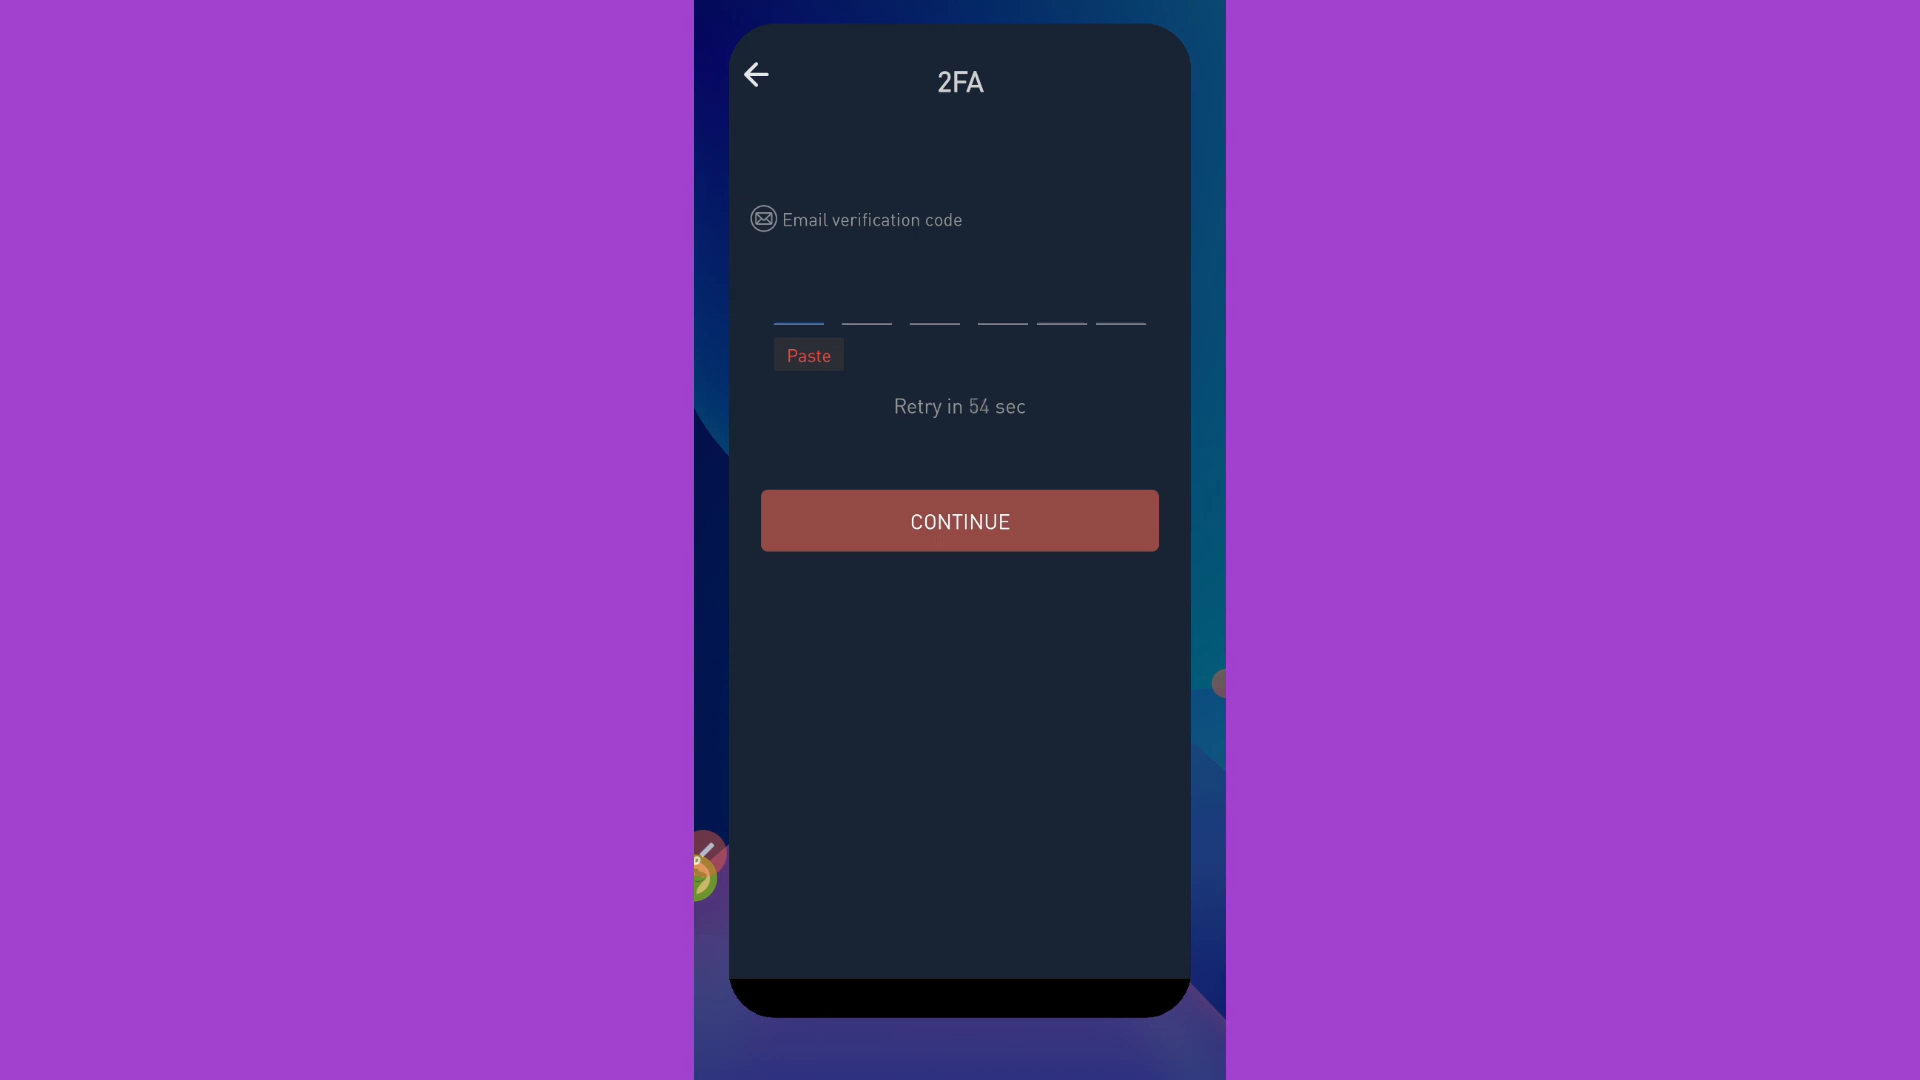 2FA
Email verification code
Paste
Retry in 54 sec
CONTINUE